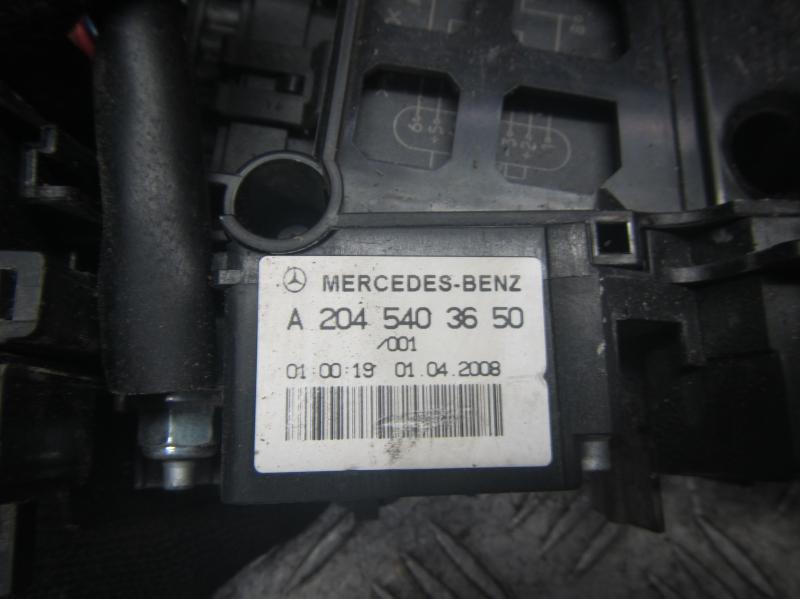 MERCEDES-BENZ
A 204 540 36 50
/001
01:00:19 01.04.2008